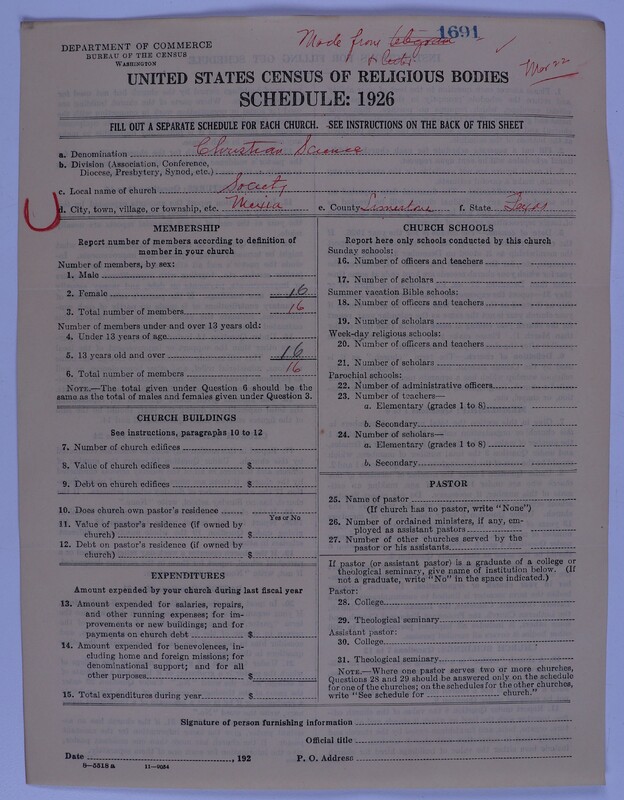 DEPARTMENT OF COMMERCE
BUREAU OF THE CENSUS
WASHINGTON
Made from telegram
1691
& letter
Mar 22
UNITED STATES CENSUS OF RELIGIOUS BODIES
SCHEDULE: 1926
FILL OUT A SEPARATE SCHEDULE FOR EACH CHURCH. SEE INSTRUCTIONS ON THE BACK OF THIS SHEET
a. Denomination Christian Science
b. Division (Association, Conference, Diocese, Presbytery, Synod, etc.)
c. Local name of church Society
d. City, town, village, or township, etc. Mexia e. County Limestone f. State Texas
MEMBERSHIP
Report number of members according to definition of member in your church
Number of members, by sex:
1. Male
2. Female 16
3. Total number of members 16
Number of members under and over 13 years old:
4. Under 13 years of age
5. 13 years old and over 16
6. Total number of members 16
NOTE.—The total given under Question 6 should be the same as the total of males and females given under Question 3.
CHURCH BUILDINGS
See instructions, paragraphs 10 to 12
7. Number of church edifices
8. Value of church edifices $
9. Debt on church edifices $
10. Does church own pastor's residence
Yes or No
11. Value of pastor's residence (if owned by church) $
12. Debt on pastor's residence (if owned by church) $
EXPENDITURES
Amount expended by your church during last fiscal year
13. Amount expended for salaries, repairs, and other running expenses; for improvements or new buildings; and for payments on church debt $
14. Amount expended for benevolences, including home and foreign missions; for denominational support; and for all other purposes $
15. Total expenditures during year $
CHURCH SCHOOLS
Report here only schools conducted by this church
Sunday schools:
16. Number of officers and teachers
17. Number of scholars
Summer vacation Bible schools:
18. Number of officers and teachers
19. Number of scholars
Week-day religious schools:
20. Number of officers and teachers
21. Number of scholars
Parochial schools:
22. Number of administrative officers
23. Number of teachers—
a. Elementary (grades 1 to 8)
b. Secondary
24. Number of scholars—
a. Elementary (grades 1 to 8)
b. Secondary
PASTOR
25. Name of pastor
(If church has no pastor, write "None")
26. Number of ordained ministers, if any, employed as assistant pastors
27. Number of other churches served by the pastor or his assistants
If pastor (or assistant pastor) is a graduate of a college or theological seminary, give name of institution below. (If not a graduate, write "No" in the space indicated.)
Pastor:
28. College
29. Theological seminary
Assistant pastor:
30. College
31. Theological seminary
NOTE.—Where one pastor serves two or more churches, Questions 28 and 29 should be answered only on the schedule for one of the churches; on the schedules for the other churches, write "See schedule for church."
Signature of person furnishing information
Official title
Date , 192 P. O. Address
8—5518 a 11—9654